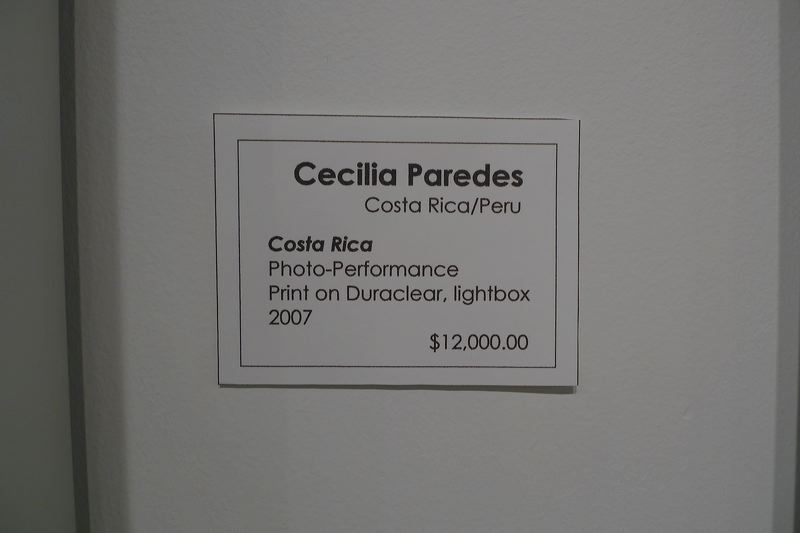 Cecilia Paredes
Costa Rica/Peru
Costa Rica
Photo-Performance
Print on Duraclear, lightbox
2007
$12,000.00